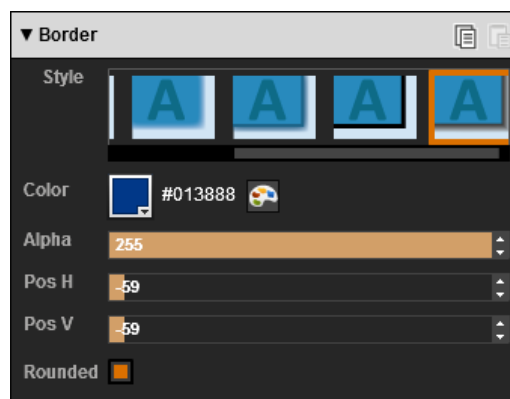 ▼ Border
Style
A A A A
Color #013888
Alpha 255
Pos H -59
Pos V -59
Rounded